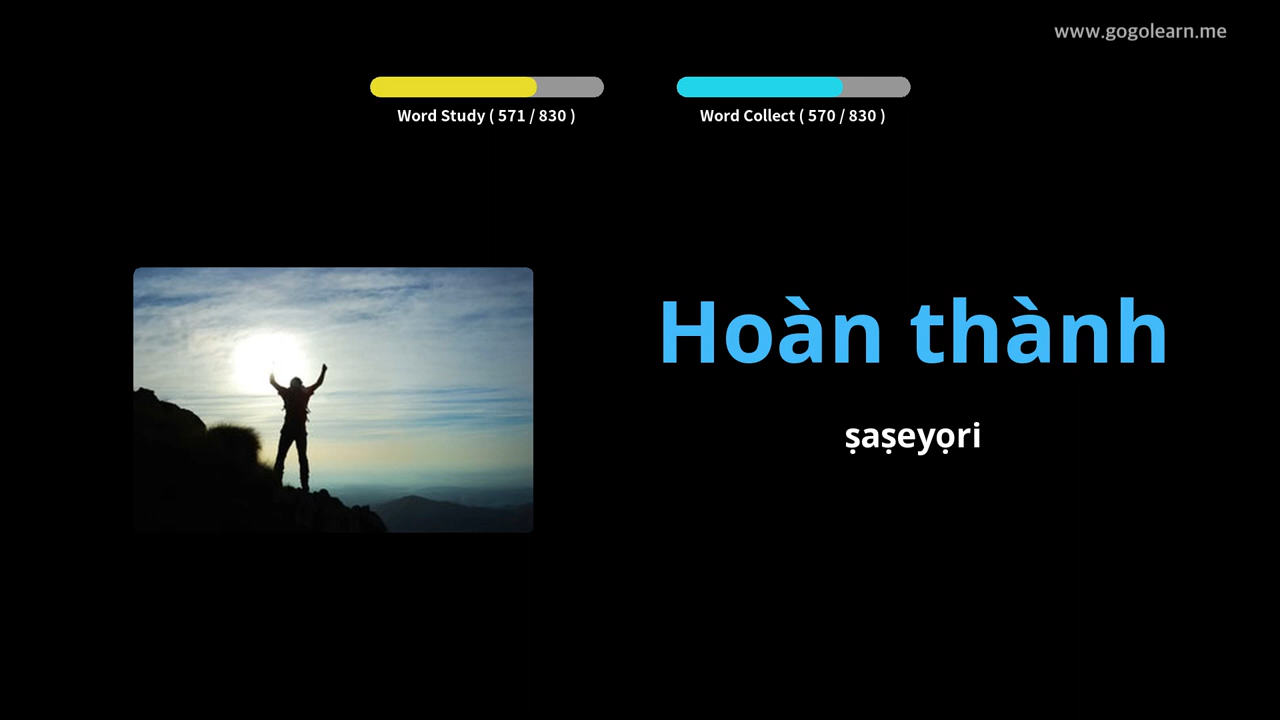 www.gogolearn.me
Word Study ( 571 / 830 )
Word Collect ( 570 / 830 )
Hoàn thành
ṣaṣeyọri